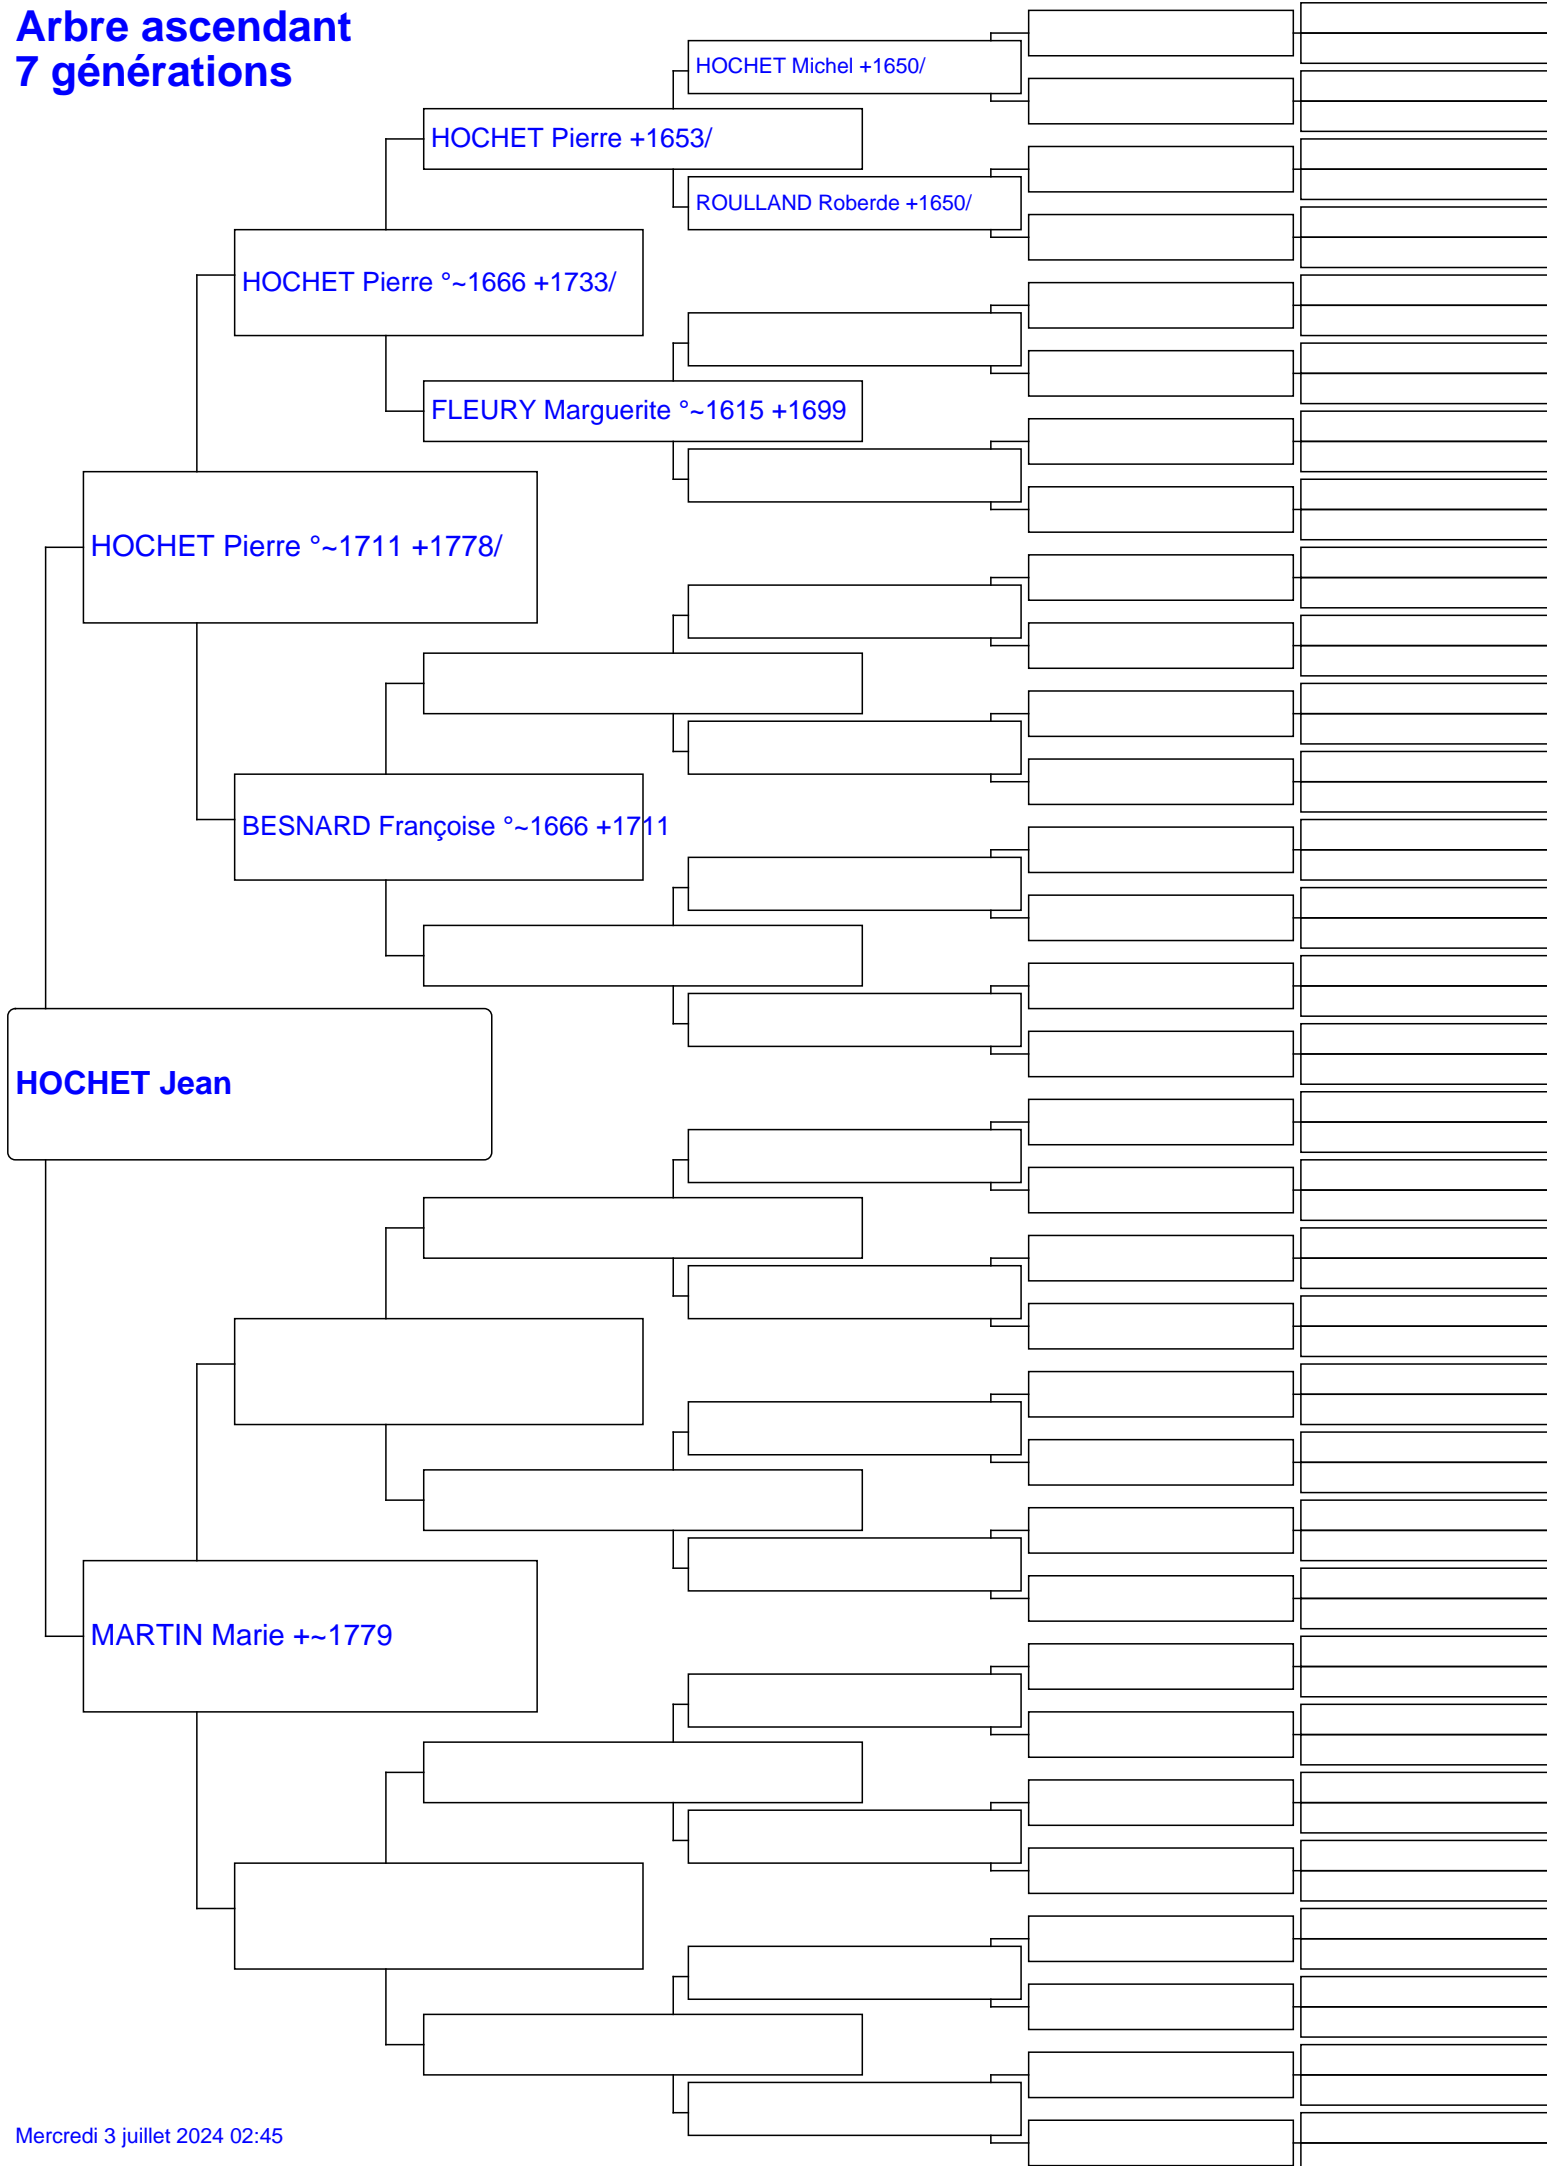 Arbre ascendant
7 générations
HOCHET Michel +1650/
HOCHET Pierre +1653/
ROULLAND Roberde +1650/
HOCHET Pierre °~1666 +1733/
FLEURY Marguerite °~1615 +1699
HOCHET Pierre °~1711 +1778/
BESNARD Françoise °~1666 +1711
HOCHET Jean
MARTIN Marie +~1779
Mercredi 3 juillet 2024 02:45